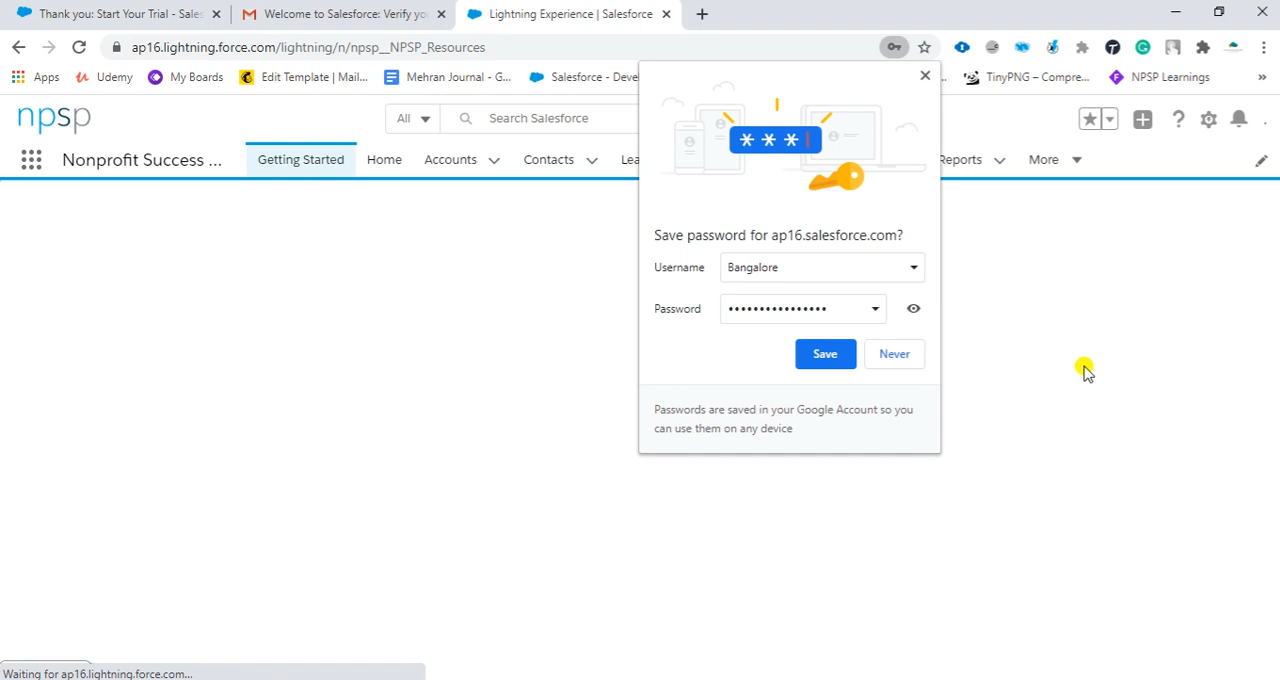 Thank you: Start Your Trial - Sales
Welcome to Salesforce: Verify yo
Lightning Experience | Salesforce
ap16.lightning.force.com/lightning/n/npsp__NPSP_Resources
Apps
Udemy
My Boards
Edit Template | Mail...
Mehran Journal - G...
Salesforce - Deve
TinyPNG – Compre...
NPSP Learnings
»
npsp
All
Search Salesforce
Nonprofit Success ...
Getting Started
Home
Accounts
Contacts
Lea
Reports
More
* * *
Save password for ap16.salesforce.com?
Username
Bangalore
Password
••••••••••••••••
Save
Never
Passwords are saved in your Google Account so you
can use them on any device
Waiting for ap16.lightning.force.com...